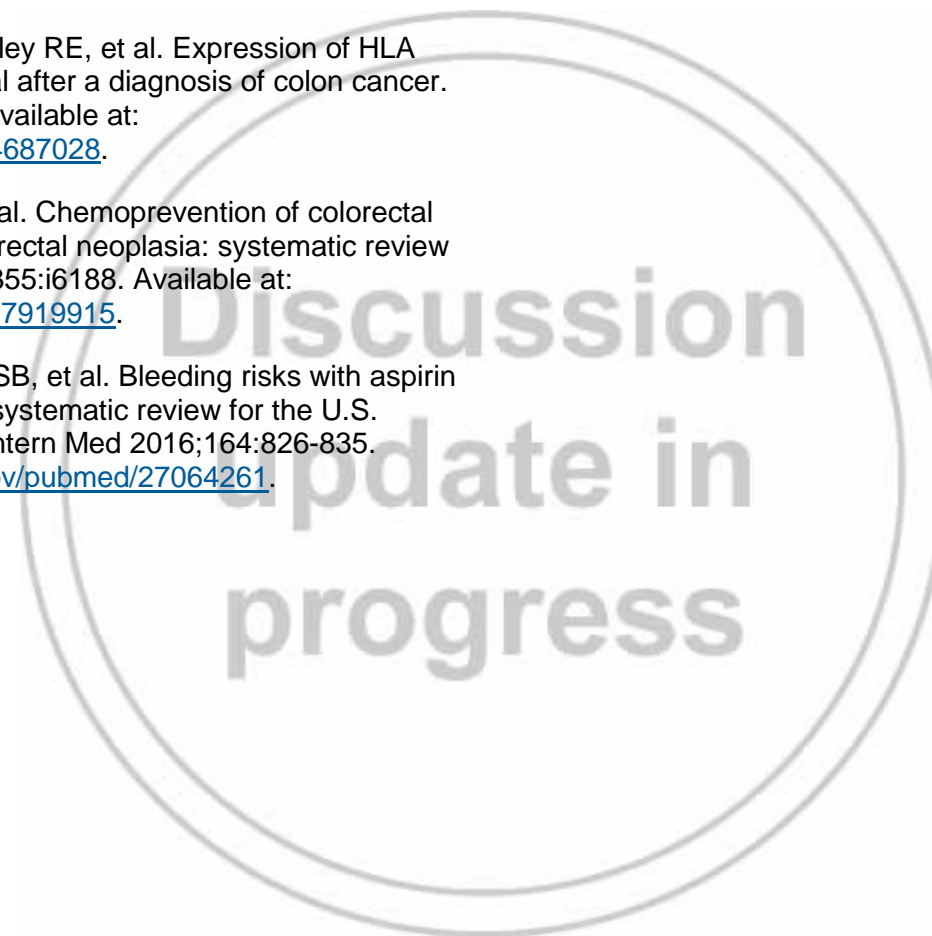 ley RE, et al. Expression of HLA
al after a diagnosis of colon cancer.
vailable at:
4687028.
al. Chemoprevention of colorectal
rectal neoplasia: systematic review
355:i6188. Available at:
7919915.
SB, et al. Bleeding risks with aspirin
systematic review for the U.S.
ntern Med 2016;164:826-835.
ov/pubmed/27064261.
Discussion
update in
progress